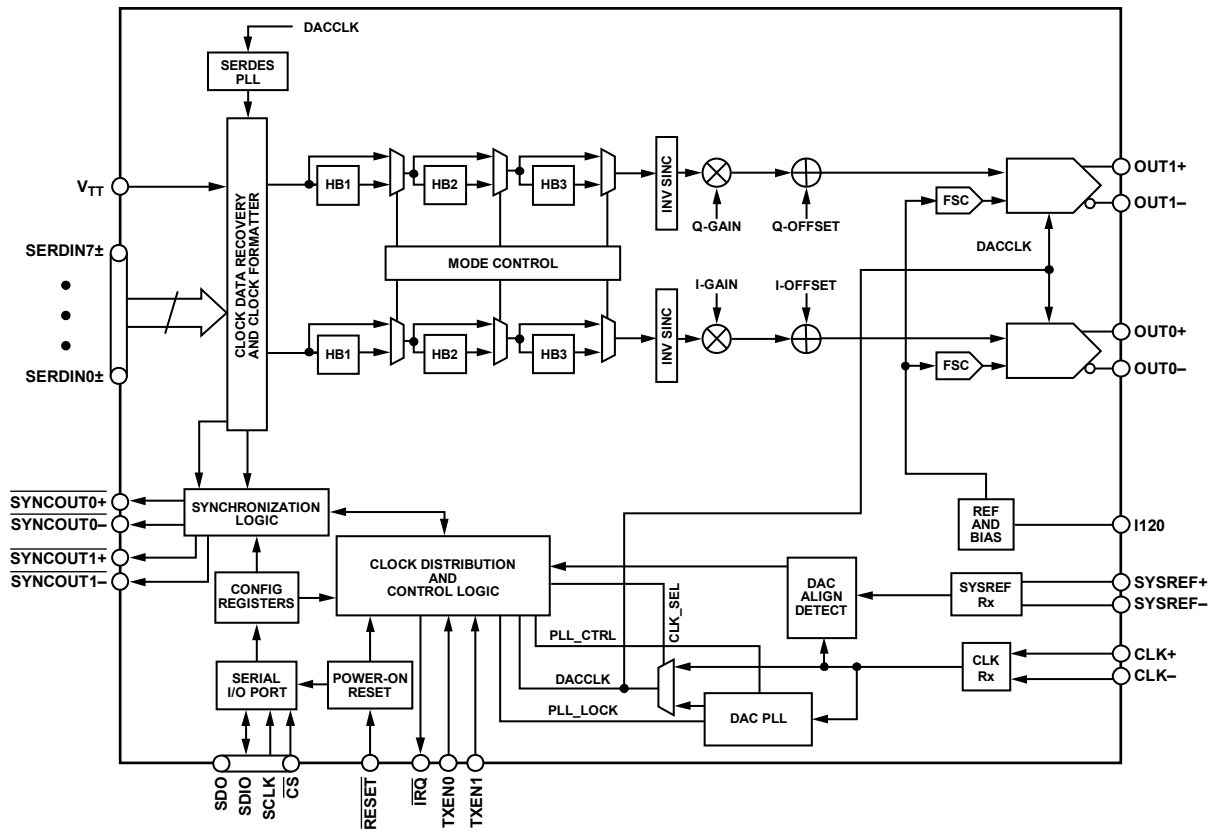 DACCLK
SERDES
PLL
VTT
SERDIN7±
SERDIN0±
CLOCK DATA RECOVERY
AND CLOCK FORMATTER
HB1
HB2
HB3
INV SINC
Q-GAIN
Q-OFFSET
FSC
OUT1+
OUT1–
DACCLK
MODE CONTROL
I-GAIN
I-OFFSET
HB1
HB2
HB3
INV SINC
FSC
OUT0+
OUT0–
SYNCOUT0+
SYNCOUT0–
SYNCOUT1+
SYNCOUT1–
SYNCHRONIZATION
LOGIC
CLOCK DISTRIBUTION
AND
CONTROL LOGIC
CONFIG
REGISTERS
REF
AND
BIAS
I120
DAC
ALIGN
DETECT
SYSREF
Rx
SYSREF+
SYSREF–
CLK_SEL
PLL_CTRL
DACCLK
PLL_LOCK
DAC PLL
CLK
Rx
CLK+
CLK–
SERIAL
I/O PORT
POWER-ON
RESET
SDO
SDIO
SCLK
CS
RESET
IRQ
TXEN0
TXEN1